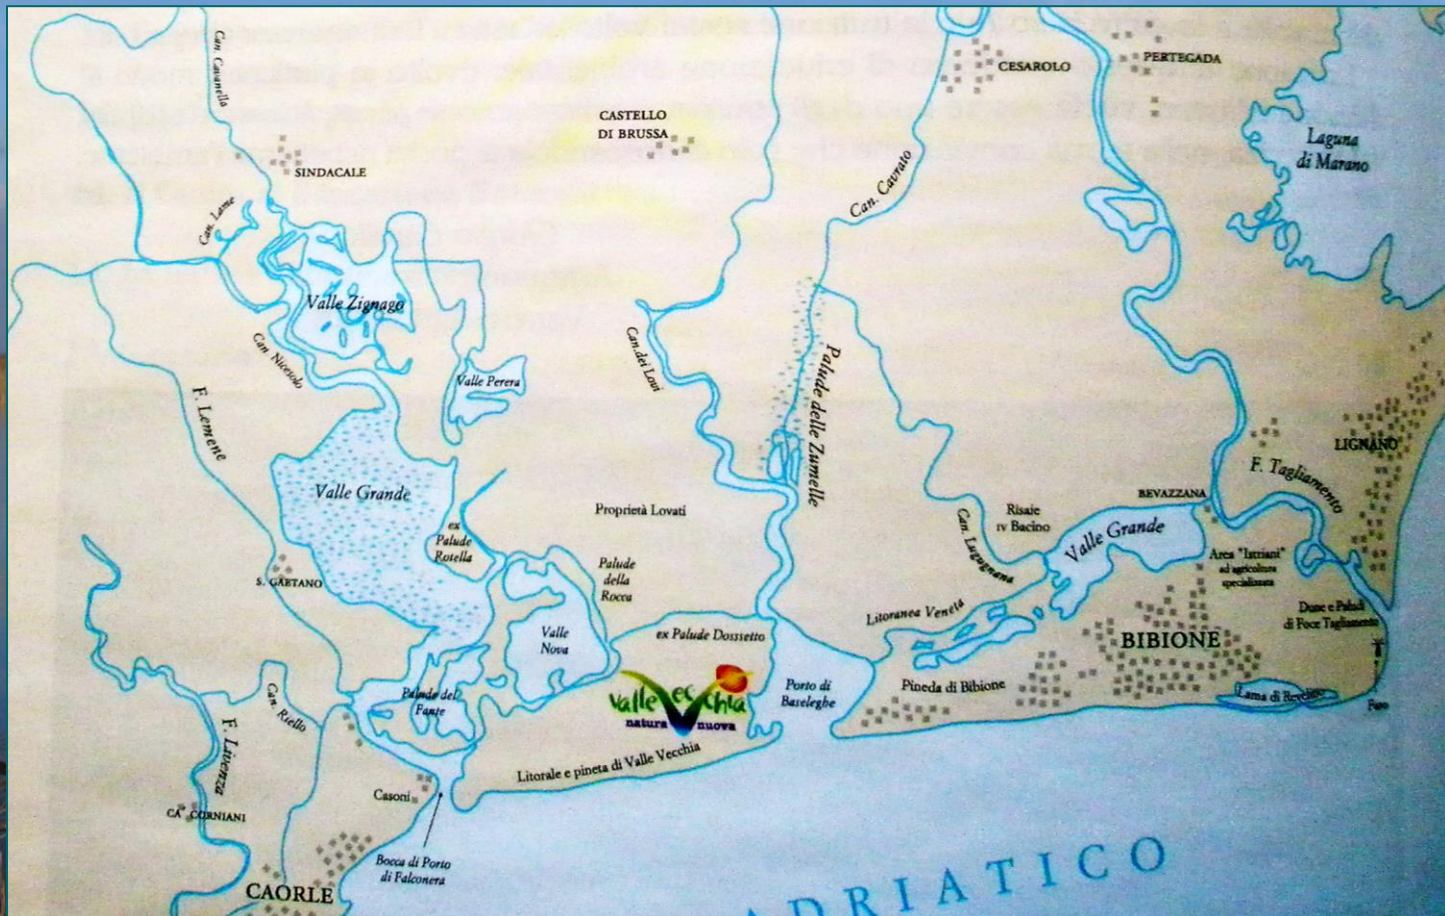 Can. Cavanella
CESAROLO
PERTEGADA
CASTELLO
DI BRUSSA
Laguna
di Marano
SINDACALE
Can. Cavrato
Can. Lame
Valle Zignago
Can Nicesolo
Can. dei Lovi
Palude delle Zumelle
Valle Perera
F. Lemene
LIGNANO
F. Tagliamento
Valle Grande
BEVAZZANA
Proprietà Lovati
Risaie
IV Bacino
Valle Grande
ex
Palude
Rotella
Can. Lugugnana
Area "Istriani"
ad agricoltura
specializzata
Palude
della
Rocca
S. GAETANO
Litoranea Veneta
Dune e Paludi
di Foce Tagliamento
Valle
Nova
ex Palude Dosssetto
BIBIONE
valle vecchia
natura nuova
Porto di
Baseleghe
Pineda di Bibione
Lama di Revelino
Faro
Palude del
Fante
Can. Riello
F. Livenza
Litorale e pineta di Valle Vecchia
Casoni
CA' CORNIANI
Bocca di Porto
di Falconera
CAORLE
ADRIATICO